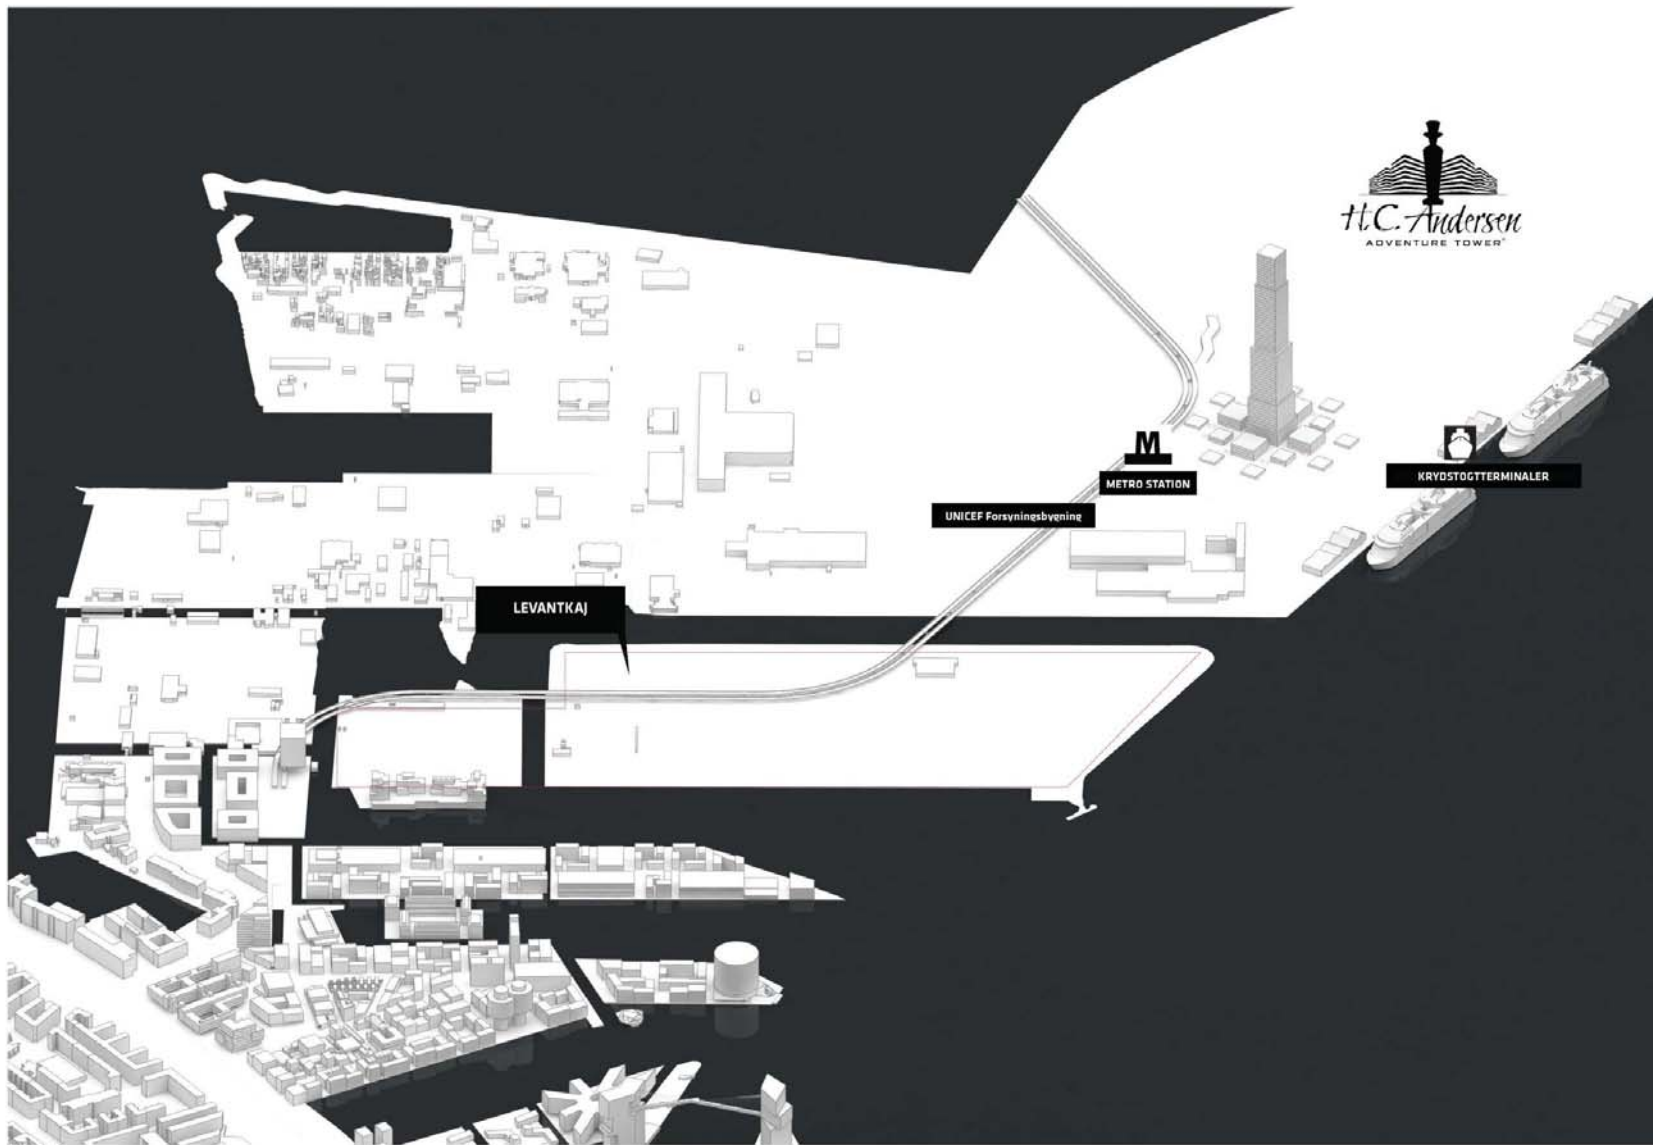 H.C. Andersen
ADVENTURE TOWER®
M
METRO STATION
KRYDSTOGTTERMINALER
UNICEF Forsyningsbygning
LEVANTKAJ